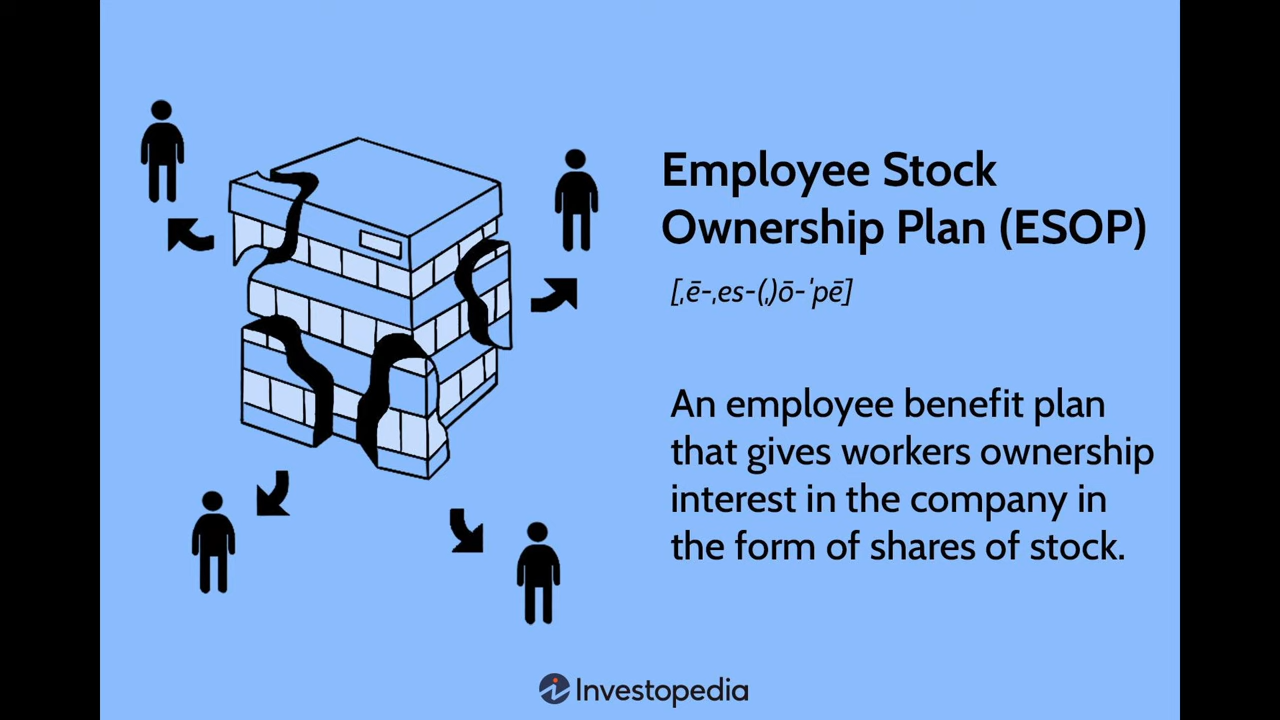 Employee Stock
Ownership Plan (ESOP)
[ˌē-ˌes-(ˌ)ō-ˈpē]
An employee benefit plan
that gives workers ownership
interest in the company in
the form of shares of stock.
Investopedia